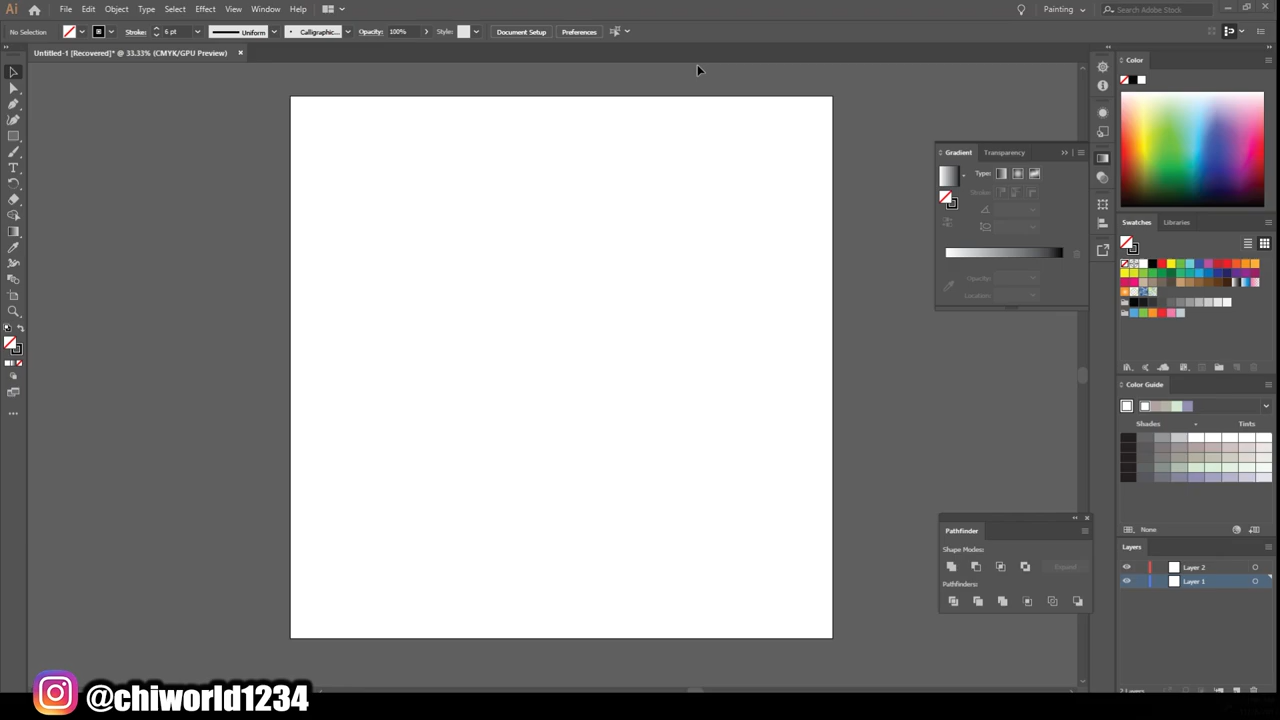 Ai File Edit Object Type Select Effect View Window Help Painting Search Adobe Stock
No Selection Stroke: 6 pt Uniform Calligraphic... Opacity: 100% Style: Document Setup Preferences
Untitled-1 [Recovered]* @ 33.33% (CMYK/GPU Preview)
Color
Gradient Transparency
Type:
Stroke:
Opacity:
Location:
Swatches Libraries
Color Guide
Shades Tints
None
Pathfinder
Shape Modes:
Expand
Pathfinders:
Layers
Layer 2
Layer 1
2 Layers
@chiworld1234